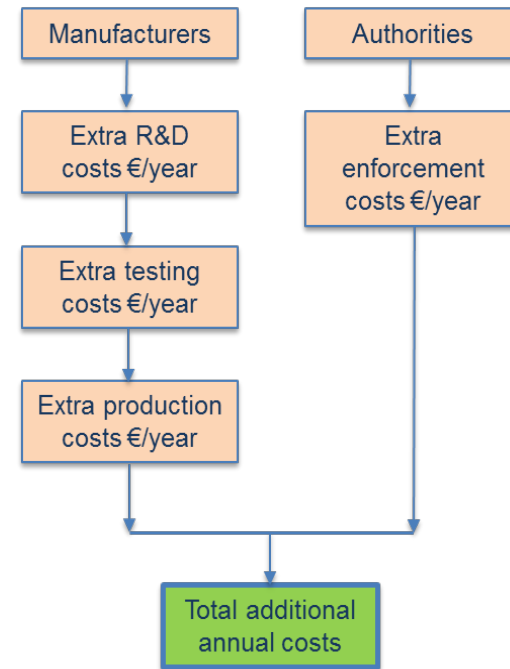 Manufacturers
Authorities
Extra R&D
costs €/year
Extra
enforcement
costs €/year
Extra testing
costs €/year
Extra production
costs €/year
Total additional
annual costs